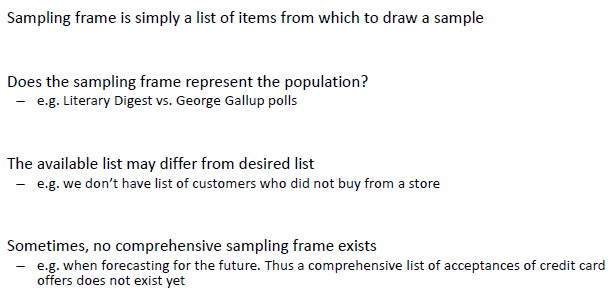 Sampling frame is simply a list of items from which to draw a sample
Does the sampling frame represent the population?
– e.g. Literary Digest vs. George Gallup polls
The available list may differ from desired list
– e.g. we don’t have list of customers who did not buy from a store
Sometimes, no comprehensive sampling frame exists
– e.g. when forecasting for the future. Thus a comprehensive list of acceptances of credit card
offers does not exist yet